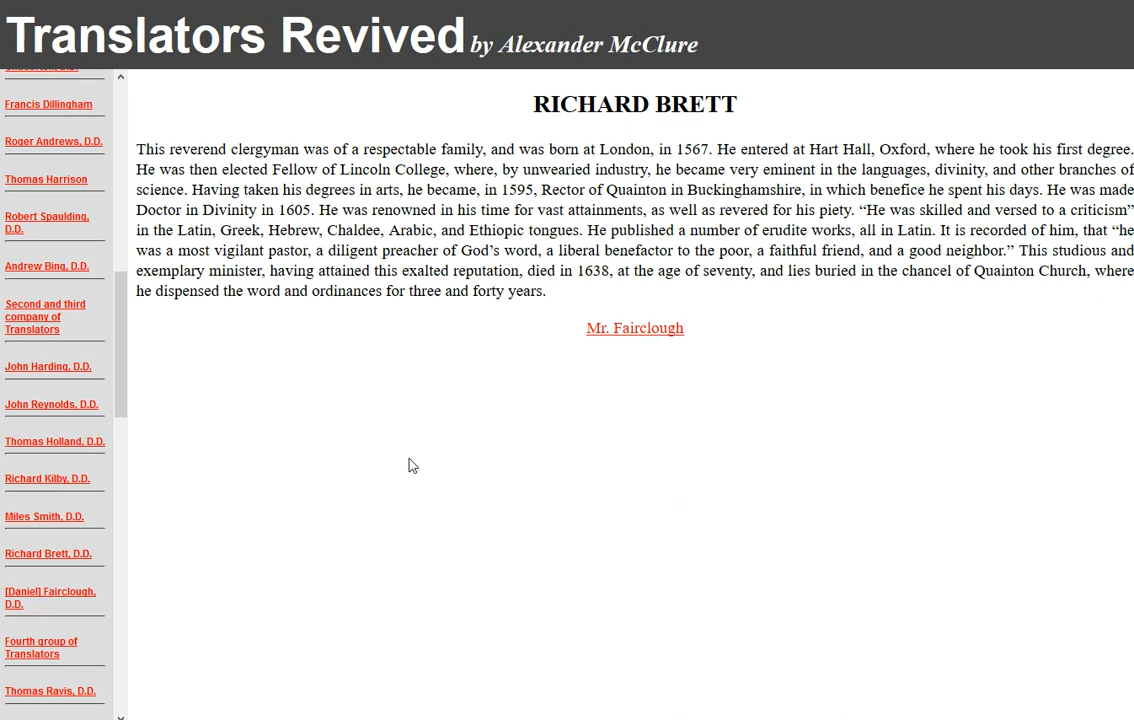 Translators Revived by Alexander McClure
Francis Dillingham
Roger Andrews, D.D.
Thomas Harrison
Robert Spaulding,
D.D.
Andrew Bing, D.D.
Second and third
company of
Translators
John Harding, D.D.
John Reynolds, D.D.
Thomas Holland, D.D.
Richard Kilby, D.D.
Miles Smith, D.D.
Richard Brett, D.D.
[Daniel] Fairclough,
D.D.
Fourth group of
Translators
Thomas Ravis, D.D.
RICHARD BRETT
This reverend clergyman was of a respectable family, and was born at London, in 1567. He entered at Hart Hall, Oxford, where he took his first degree.
He was then elected Fellow of Lincoln College, where, by unwearied industry, he became very eminent in the languages, divinity, and other branches of
science. Having taken his degrees in arts, he became, in 1595, Rector of Quainton in Buckinghamshire, in which benefice he spent his days. He was made
Doctor in Divinity in 1605. He was renowned in his time for vast attainments, as well as revered for his piety. “He was skilled and versed to a criticism”
in the Latin, Greek, Hebrew, Chaldee, Arabic, and Ethiopic tongues. He published a number of erudite works, all in Latin. It is recorded of him, that “he
was a most vigilant pastor, a diligent preacher of God’s word, a liberal benefactor to the poor, a faithful friend, and a good neighbor.” This studious and
exemplary minister, having attained this exalted reputation, died in 1638, at the age of seventy, and lies buried in the chancel of Quainton Church, where
he dispensed the word and ordinances for three and forty years.
Mr. Fairclough